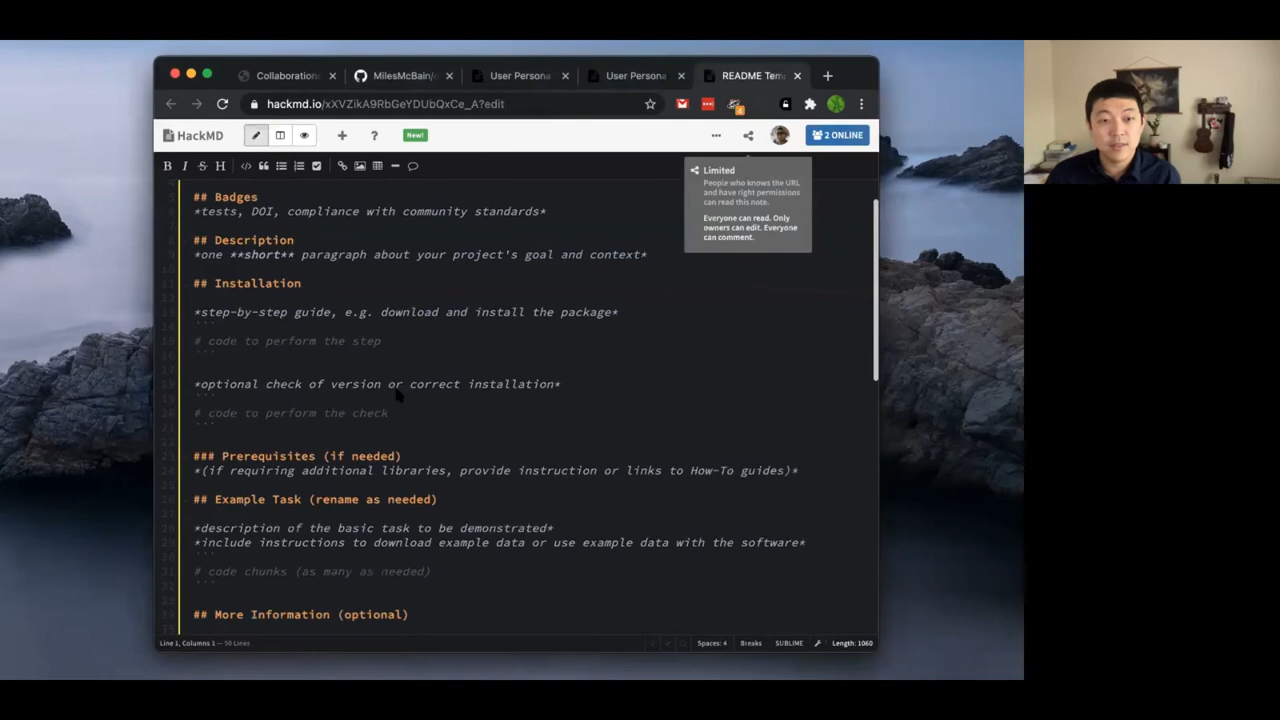 Collaboration
MilesMcBain/
User Persona
User Persona
README Tem
hackmd.io/xXVZikA9RbGeYDUbQxCe_A?edit
HackMD
New!
2 ONLINE
Limited
People who knows the URL
and have right permissions
can read this note.
Everyone can read. Only
owners can edit. Everyone
can comment.
## Badges
*tests, DOI, compliance with community standards*
## Description
*one **short** paragraph about your project's goal and context*
## Installation
*step-by-step guide, e.g. download and install the package*
```
# code to perform the step
```
*optional check of version or correct installation*
```
# code to perform the check
```
### Prerequisites (if needed)
*(if requiring additional libraries, provide instruction or links to How-To guides)*
## Example Task (rename as needed)
*description of the basic task to be demonstrated*
*include instructions to download example data or use example data with the software*
```
# code chunks (as many as needed)
```
## More Information (optional)
Line 1, Columns 1 — 50 Lines
Spaces: 4
Breaks
SUBLIME
Length: 1060